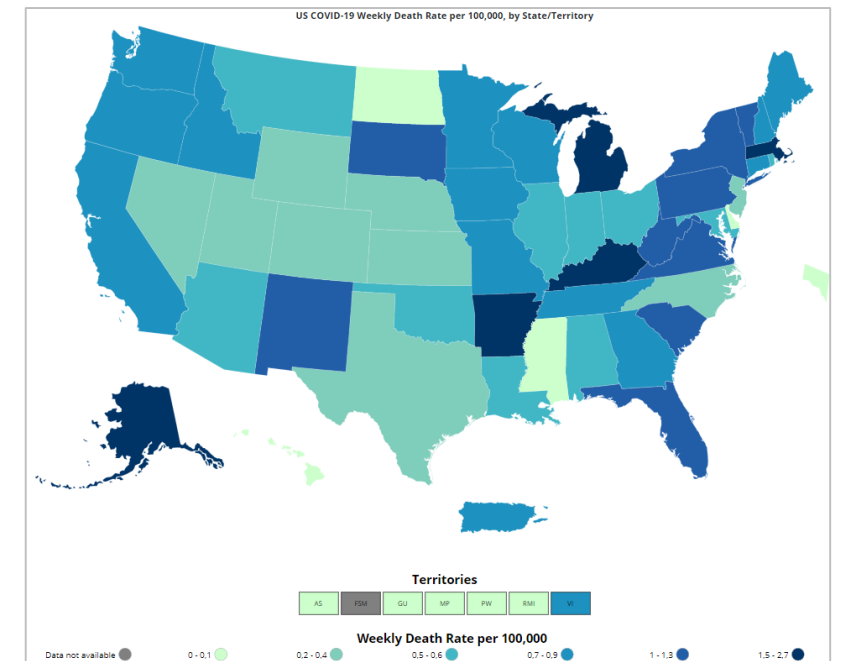 US COVID-19 Weekly Death Rate per 100,000, by State/Territory
Territories
AS FSM GU MP PW RMI VI
Weekly Death Rate per 100,000
Data not available 0 - 0,1 0,2 - 0,4 0,5 - 0,6 0,7 - 0,9 1 - 1,3 1,5 - 2,7